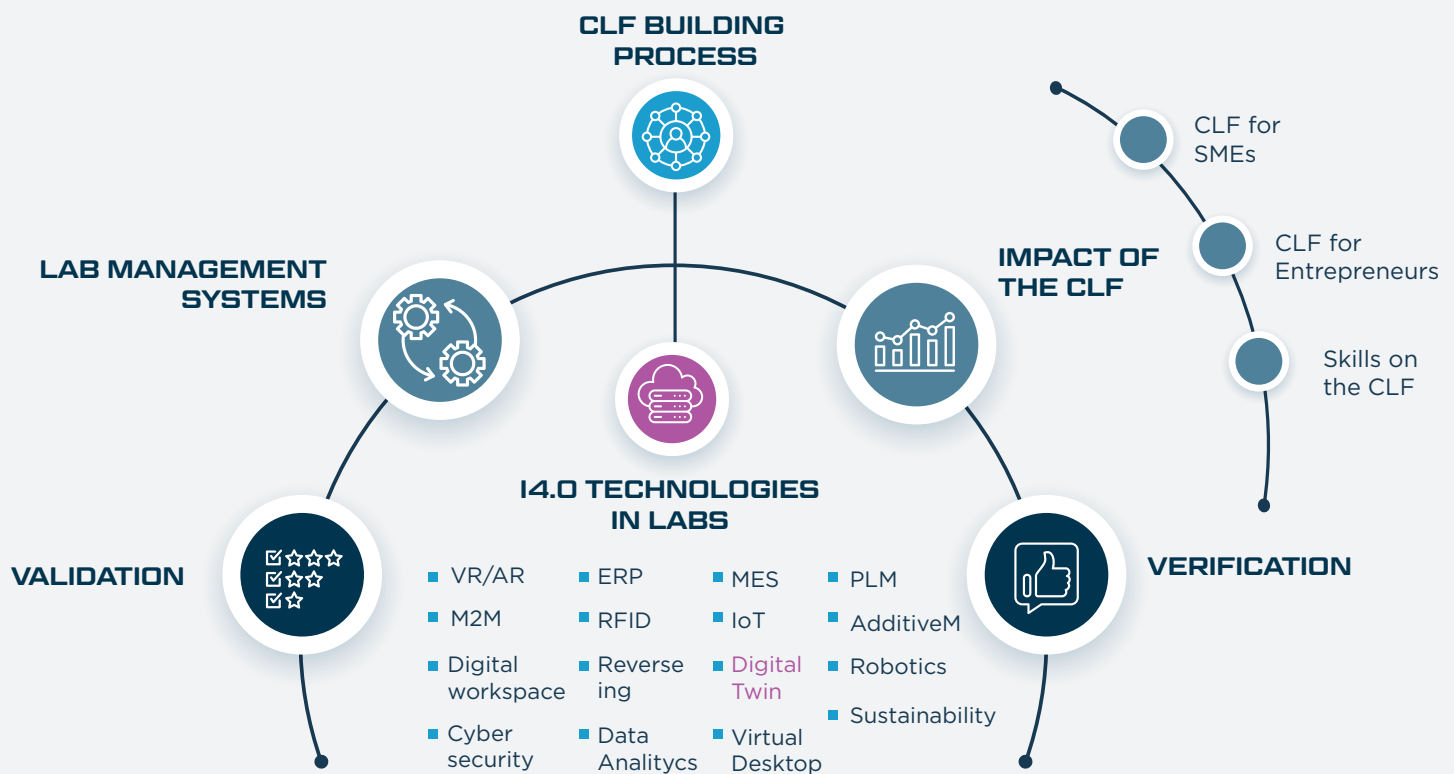 CLF BUILDING
PROCESS
CLF for
SMEs
CLF for
Entrepreneurs
Skills on
the CLF
LAB MANAGEMENT
SYSTEMS
IMPACT OF
THE CLF
I4.0 TECHNOLOGIES
IN LABS
VALIDATION
VERIFICATION
VR/AR
M2M
Digital
workspace
Cyber
security
ERP
RFID
Reverse
ing
Data
Analitycs
MES
IoT
Digital
Twin
Virtual
Desktop
PLM
AdditiveM
Robotics
Sustainability